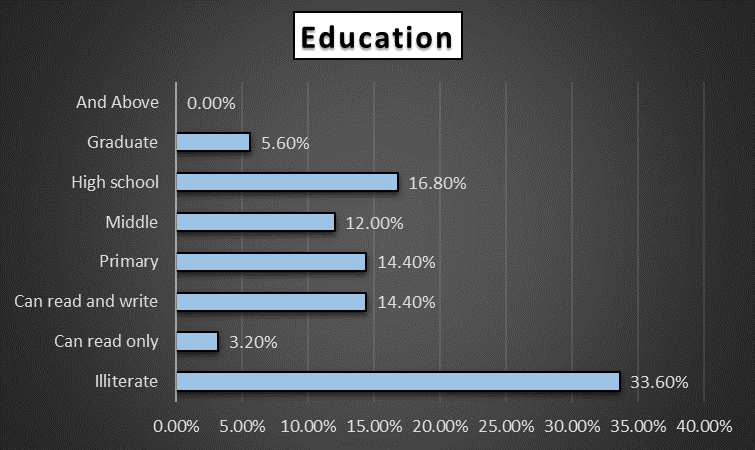 Education
And Above 0.00%
Graduate 5.60%
High school 16.80%
Middle 12.00%
Primary 14.40%
Can read and write 14.40%
Can read only 3.20%
Illiterate 33.60%
0.00% 5.00% 10.00% 15.00% 20.00% 25.00% 30.00% 35.00% 40.00%